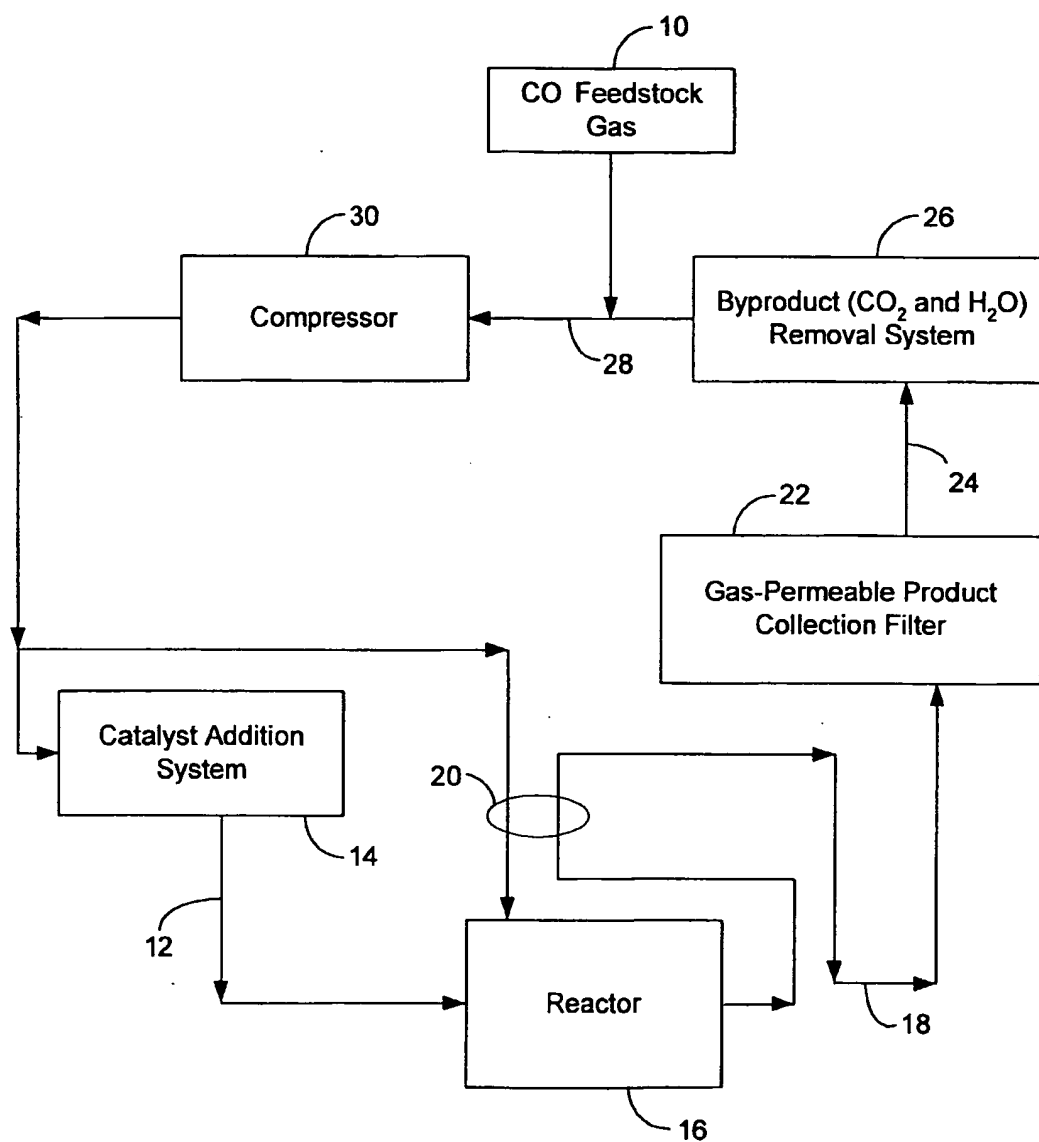 10
CO Feedstock
Gas
30
26
Compressor
Byproduct (CO₂ and H₂O)
Removal System
28
24
22
Gas-Permeable Product
Collection Filter
Catalyst Addition
System
20
14
12
Reactor
18
16